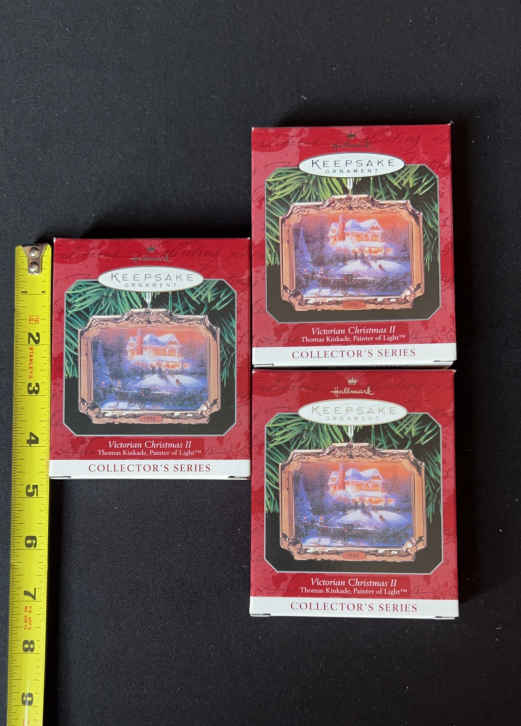 Hallmark
KEEPSAKE
ORNAMENT
Victorian Christmas II
Thomas Kinkade, Painter of Light™
COLLECTOR'S SERIES
Hallmark
KEEPSAKE
ORNAMENT
Victorian Christmas II
Thomas Kinkade, Painter of Light™
COLLECTOR'S SERIES
Hallmark
KEEPSAKE
ORNAMENT
Victorian Christmas II
Thomas Kinkade, Painter of Light™
COLLECTOR'S SERIES
2
3
4
5
6
7
8
9